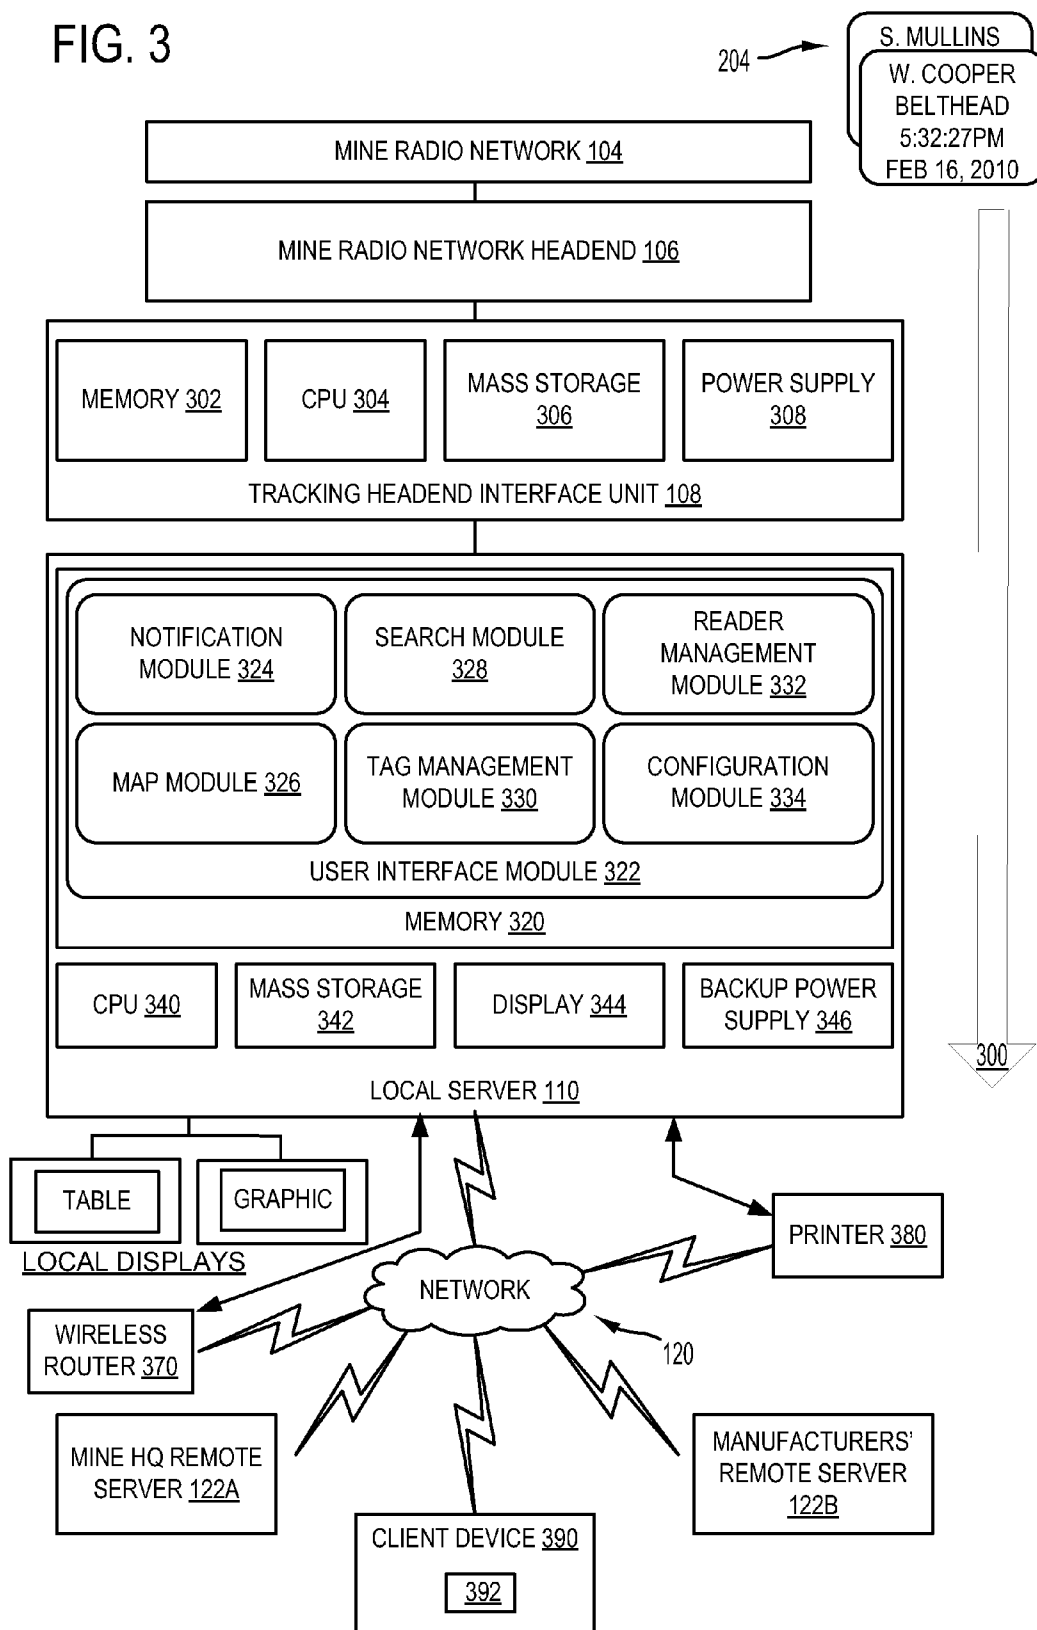 FIG. 3
204
S. MULLINS
W. COOPER
BELTHEAD
5:32:27PM
FEB 16, 2010
MINE RADIO NETWORK 104
MINE RADIO NETWORK HEADEND 106
MEMORY 302
CPU 304
MASS STORAGE
306
POWER SUPPLY
308
TRACKING HEADEND INTERFACE UNIT 108
NOTIFICATION
MODULE 324
SEARCH MODULE
328
READER
MANAGEMENT
MODULE 332
MAP MODULE 326
TAG MANAGEMENT
MODULE 330
CONFIGURATION
MODULE 334
USER INTERFACE MODULE 322
MEMORY 320
CPU 340
MASS STORAGE
342
DISPLAY 344
BACKUP POWER
SUPPLY 346
300
LOCAL SERVER 110
TABLE
GRAPHIC
LOCAL DISPLAYS
PRINTER 380
NETWORK
120
WIRELESS
ROUTER 370
MINE HQ REMOTE
SERVER 122A
MANUFACTURERS'
REMOTE SERVER
122B
CLIENT DEVICE 390
392